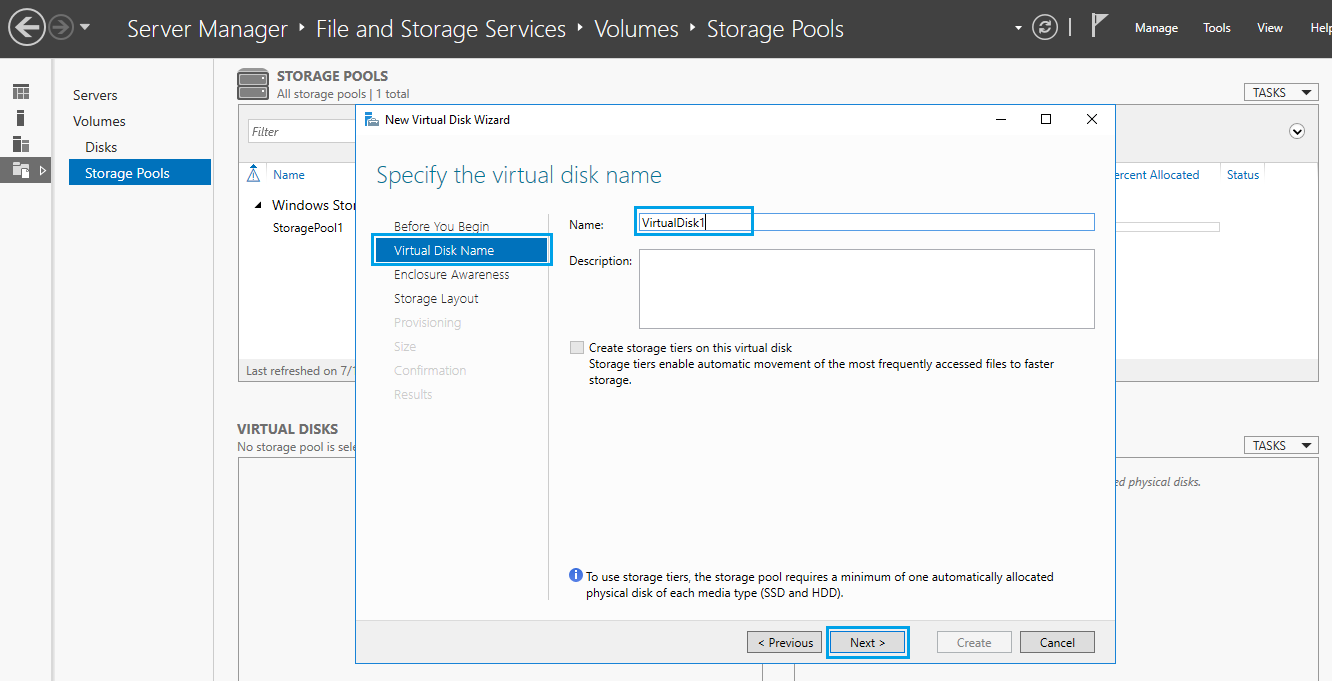 Server Manager ‣ File and Storage Services ‣ Volumes ‣ Storage Pools
Manage Tools View Help
Servers
Volumes
Disks
Storage Pools
STORAGE POOLS
All storage pools | 1 total
TASKS
Filter
Name
ercent Allocated
Status
Windows Stor
StoragePool1
Last refreshed on 7/1
VIRTUAL DISKS
No storage pool is sele
TASKS
ed physical disks.
New Virtual Disk Wizard
Specify the virtual disk name
Before You Begin
Virtual Disk Name
Enclosure Awareness
Storage Layout
Provisioning
Size
Confirmation
Results
Name:
VirtualDisk1
Description:
Create storage tiers on this virtual disk
Storage tiers enable automatic movement of the most frequently accessed files to faster
storage.
To use storage tiers, the storage pool requires a minimum of one automatically allocated
physical disk of each media type (SSD and HDD).
< Previous
Next >
Create
Cancel